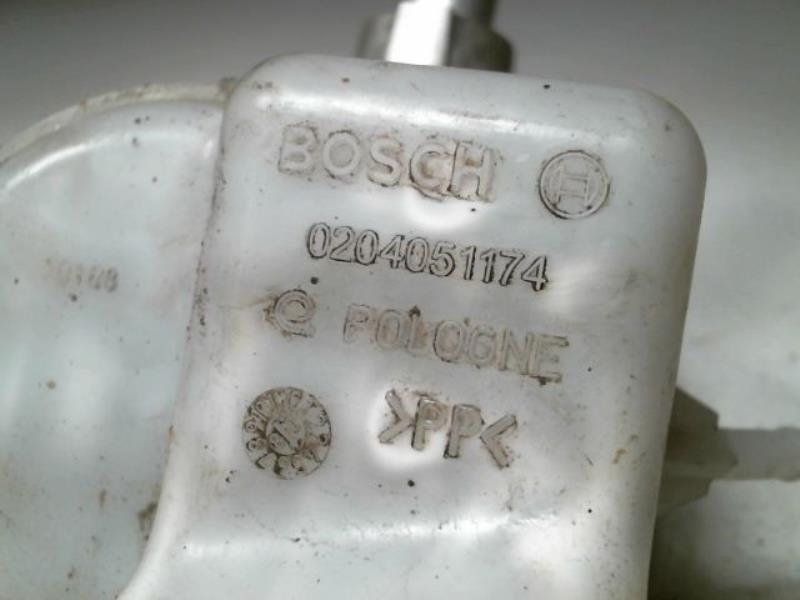 BOSCH
0204051174
POLOGNE
>PP<